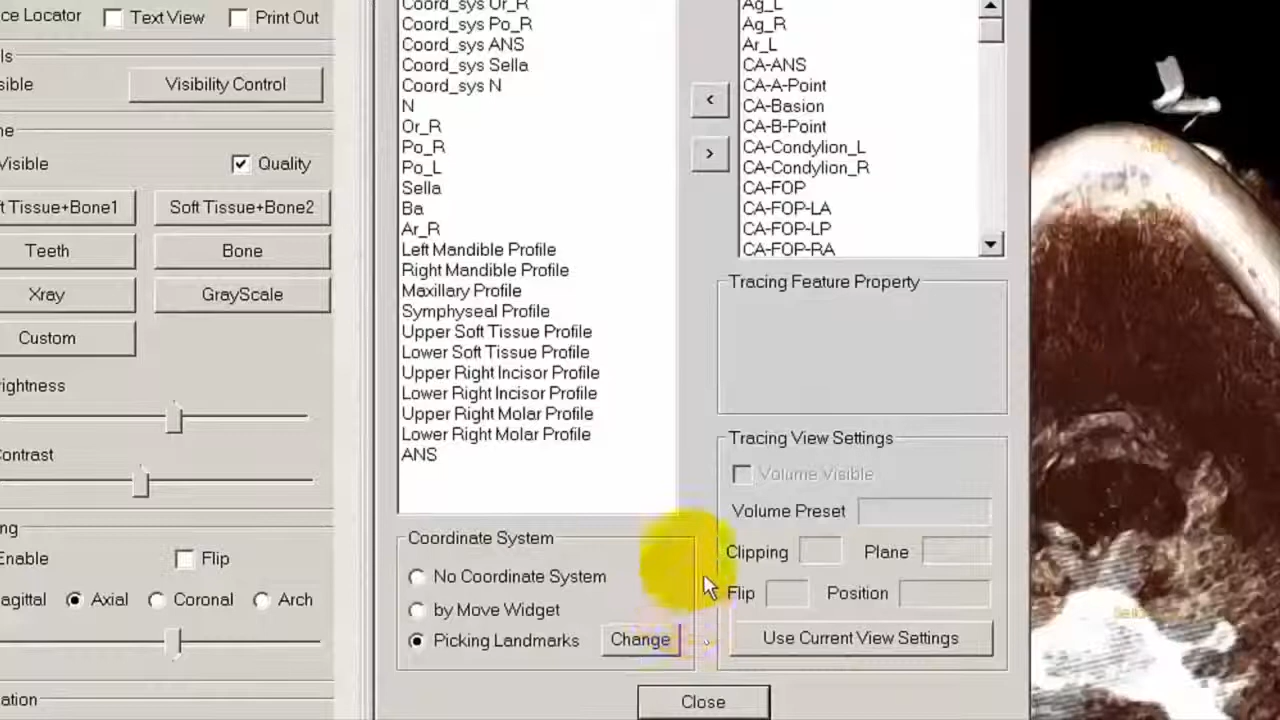 ce Locator
Text View
Print Out
ls
sible
Visibility Control
me
Visible
Quality
t Tissue+Bone1
Soft Tissue+Bone2
Teeth
Bone
Xray
GrayScale
Custom
rightness
Contrast
ng
Enable
Flip
agittal
Axial
Coronal
Arch
ation
Coord_sys Or_R
Coord_sys Po_R
Coord_sys ANS
Coord_sys Sella
Coord_sys N
N
Or_R
Po_R
Po_L
Sella
Ba
Ar_R
Left Mandible Profile
Right Mandible Profile
Maxillary Profile
Symphyseal Profile
Upper Soft Tissue Profile
Lower Soft Tissue Profile
Upper Right Incisor Profile
Lower Right Incisor Profile
Upper Right Molar Profile
Lower Right Molar Profile
ANS
Coordinate System
No Coordinate System
by Move Widget
Picking Landmarks
Change
<
>
Ag_L
Ag_R
Ar_L
CA-ANS
CA-A-Point
CA-Basion
CA-B-Point
CA-Condylion_L
CA-Condylion_R
CA-FOP
CA-FOP-LA
CA-FOP-LP
CA-FOP-RA
Tracing Feature Property
Tracing View Settings
Volume Visible
Volume Preset
Clipping
Plane
Flip
Position
Use Current View Settings
Close